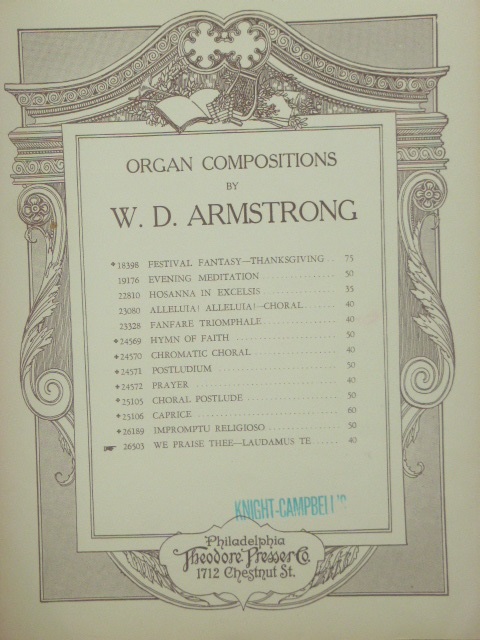 ORGAN COMPOSITIONS
BY
W. D. ARMSTRONG
*18398 FESTIVAL FANTASY—THANKSGIVING .. 75
19176 EVENING MEDITATION ............... 50
22810 HOSANNA IN EXCELSIS .............. 35
23080 ALLELUIA! ALLELUIA!—CHORAL ....... 40
23328 FANFARE TRIOMPHALE ............... 40
*24569 HYMN OF FAITH .................... 50
*24570 CHROMATIC CHORAL ................. 40
*24571 POSTLUDIUM ....................... 50
*24572 PRAYER ........................... 40
*25105 CHORAL POSTLUDE .................. 50
*25106 CAPRICE .......................... 60
*26189 IMPROMPTU RELIGIOSO .............. 50
☛ 26503 WE PRAISE THEE—LAUDAMUS TE ...... 40
KNIGHT-CAMPBELL'S
Philadelphia
Theodore Presser Co.
1712 Chestnut St.